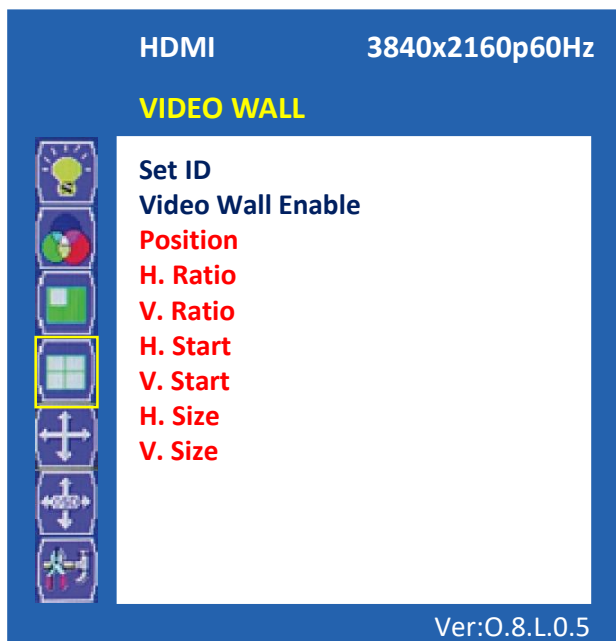 HDMI 3840x2160p60Hz
VIDEO WALL
Set ID
Video Wall Enable
Position
H. Ratio
V. Ratio
H. Start
V. Start
H. Size
V. Size
Ver:O.8.L.0.5